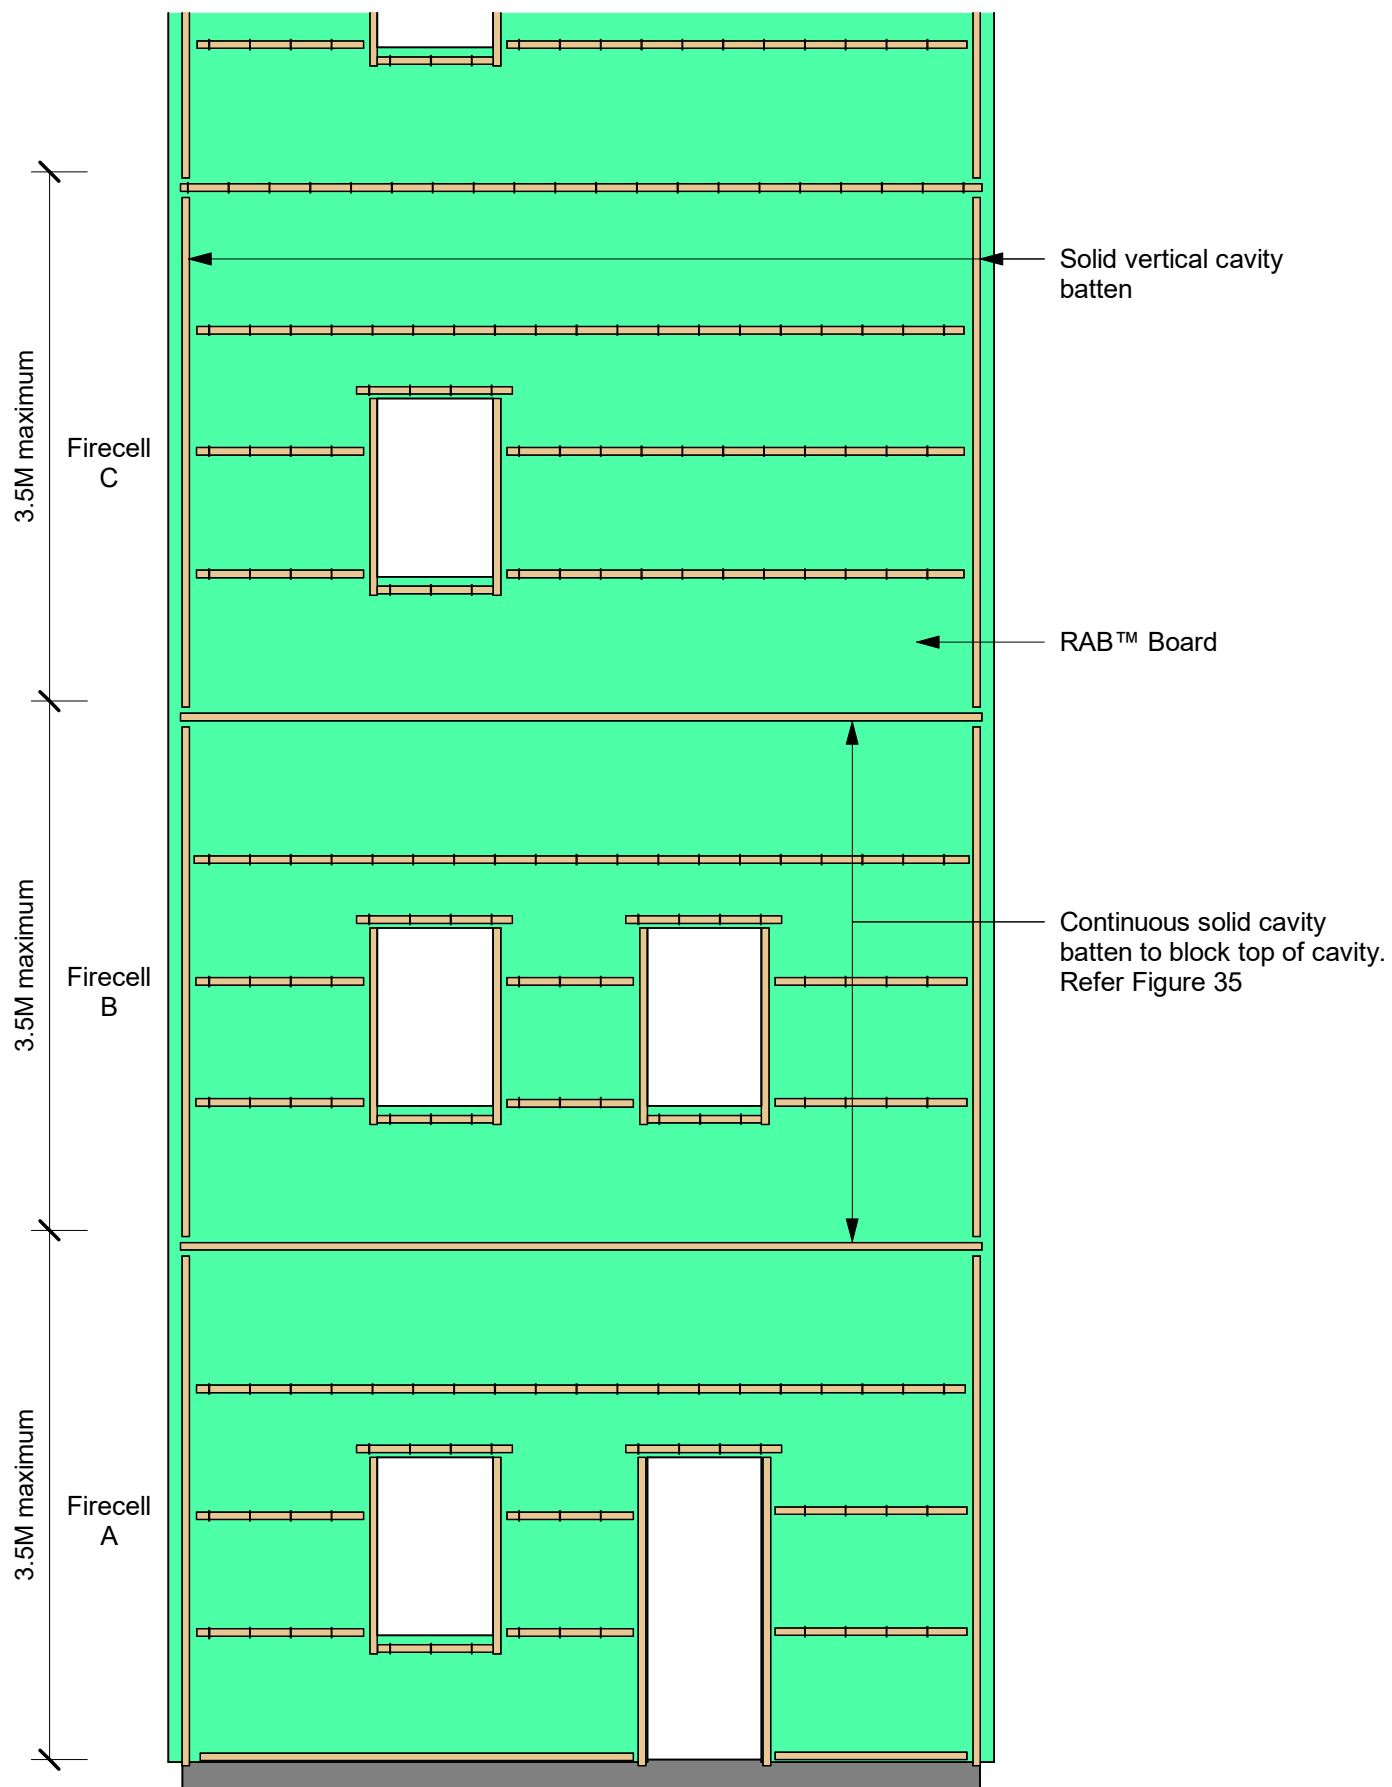 Solid vertical cavity
batten
3.5M maximum
Firecell
C
RAB™ Board
3.5M maximum
Firecell
B
Continuous solid cavity
batten to block top of cavity.
Refer Figure 35
3.5M maximum
Firecell
A